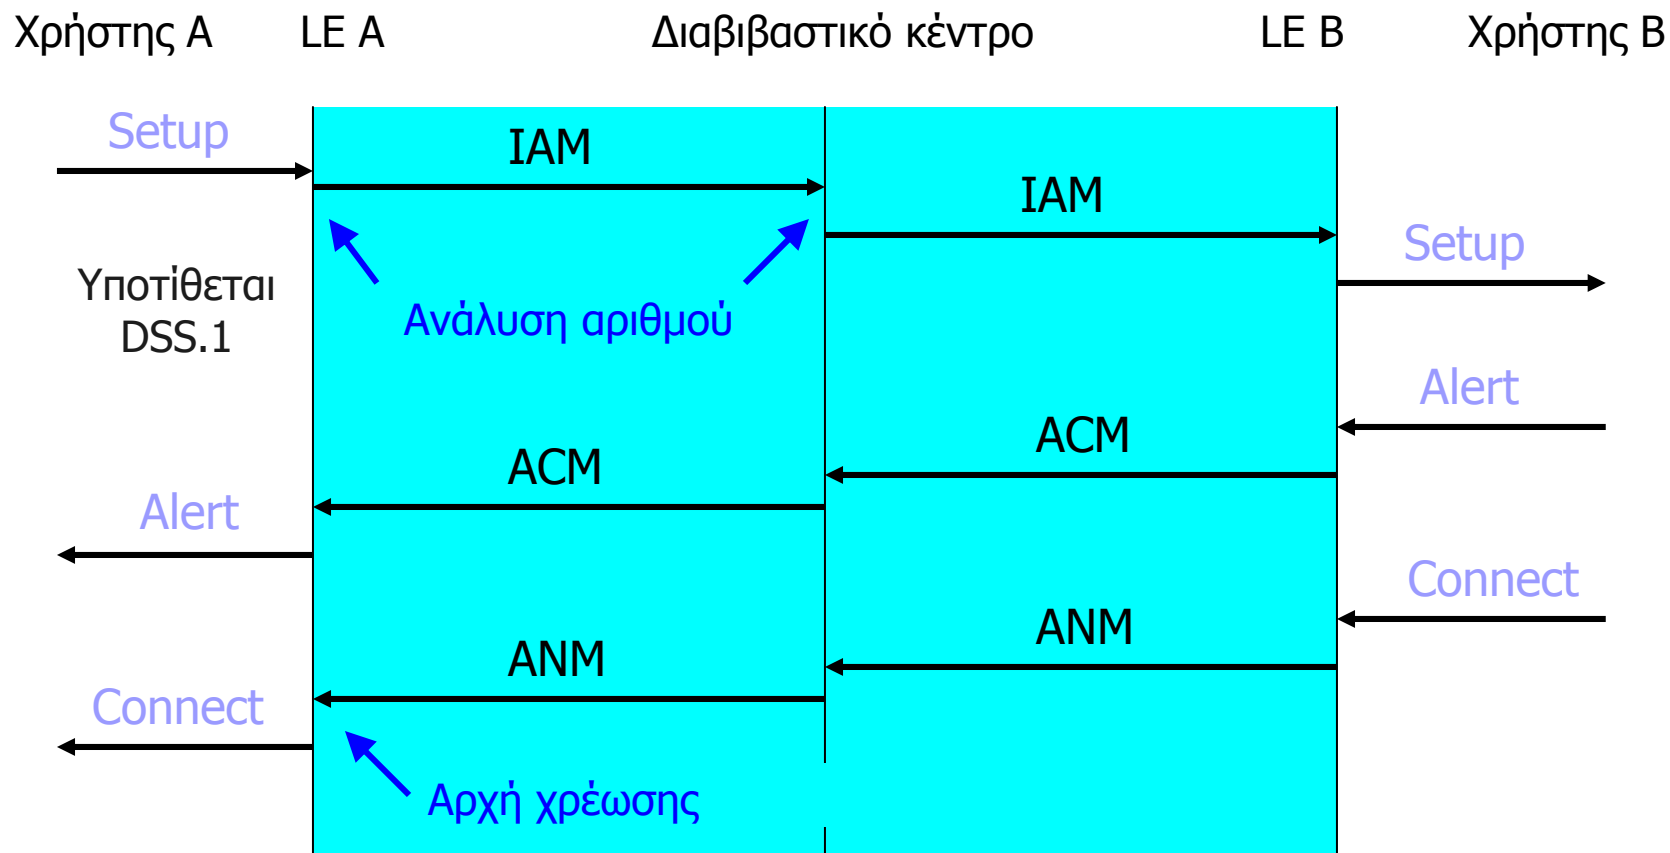 Χρήστης Α LE A Διαβιβαστικό κέντρο LE B Χρήστης Β
Setup
IAM
IAM
Setup
Υποτίθεται
DSS.1
Ανάλυση αριθμού
Alert
ACM
ACM
Alert
Connect
ANM
ANM
Connect
Αρχή χρέωσης